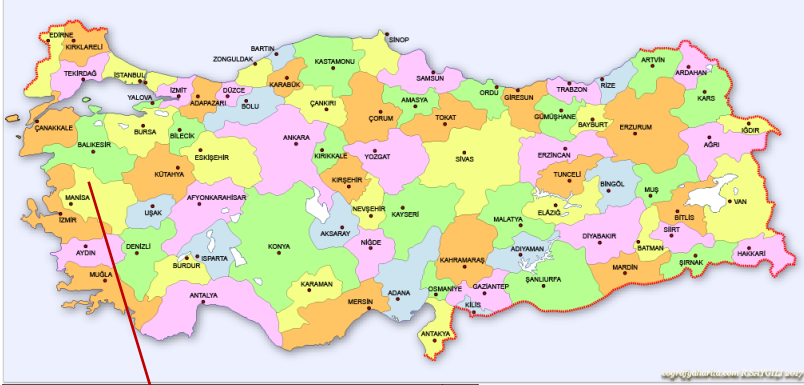 EDİRNE
KIRKLARELİ
TEKİRDAĞ
İSTANBUL
YALOVA
İZMİT
ADAPAZARI
DÜZCE
BOLU
ZONGULDAK
BARTIN
KARABÜK
KASTAMONU
SİNOP
SAMSUN
ORDU
GİRESUN
TRABZON
RİZE
ARTVİN
ARDAHAN
KARS
IĞDIR
AĞRI
ERZURUM
BAYBURT
GÜMÜŞHANE
ERZİNCAN
TUNCELİ
BİNGÖL
MUŞ
VAN
BİTLİS
SİİRT
BATMAN
HAKKARİ
ŞIRNAK
MARDİN
DİYABAKIR
ELAZIĞ
MALATYA
ADIYAMAN
ŞANLIURFA
GAZİANTEP
KİLİS
KAHRAMARAŞ
OSMANİYE
ANTAKYA
ADANA
MERSİN
NİĞDE
KAYSERİ
NEVŞEHİR
KIRŞEHİR
AKSARAY
YOZGAT
SİVAS
TOKAT
AMASYA
ÇORUM
ÇANKIRI
KIRIKKALE
ANKARA
KONYA
KARAMAN
ANTALYA
ISPARTA
BURDUR
AFYONKARAHİSAR
ESKİŞEHİR
BİLECİK
BURSA
KÜTAHYA
UŞAK
DENİZLİ
MUĞLA
AYDIN
İZMİR
MANİSA
BALIKESİR
ÇANAKKALE